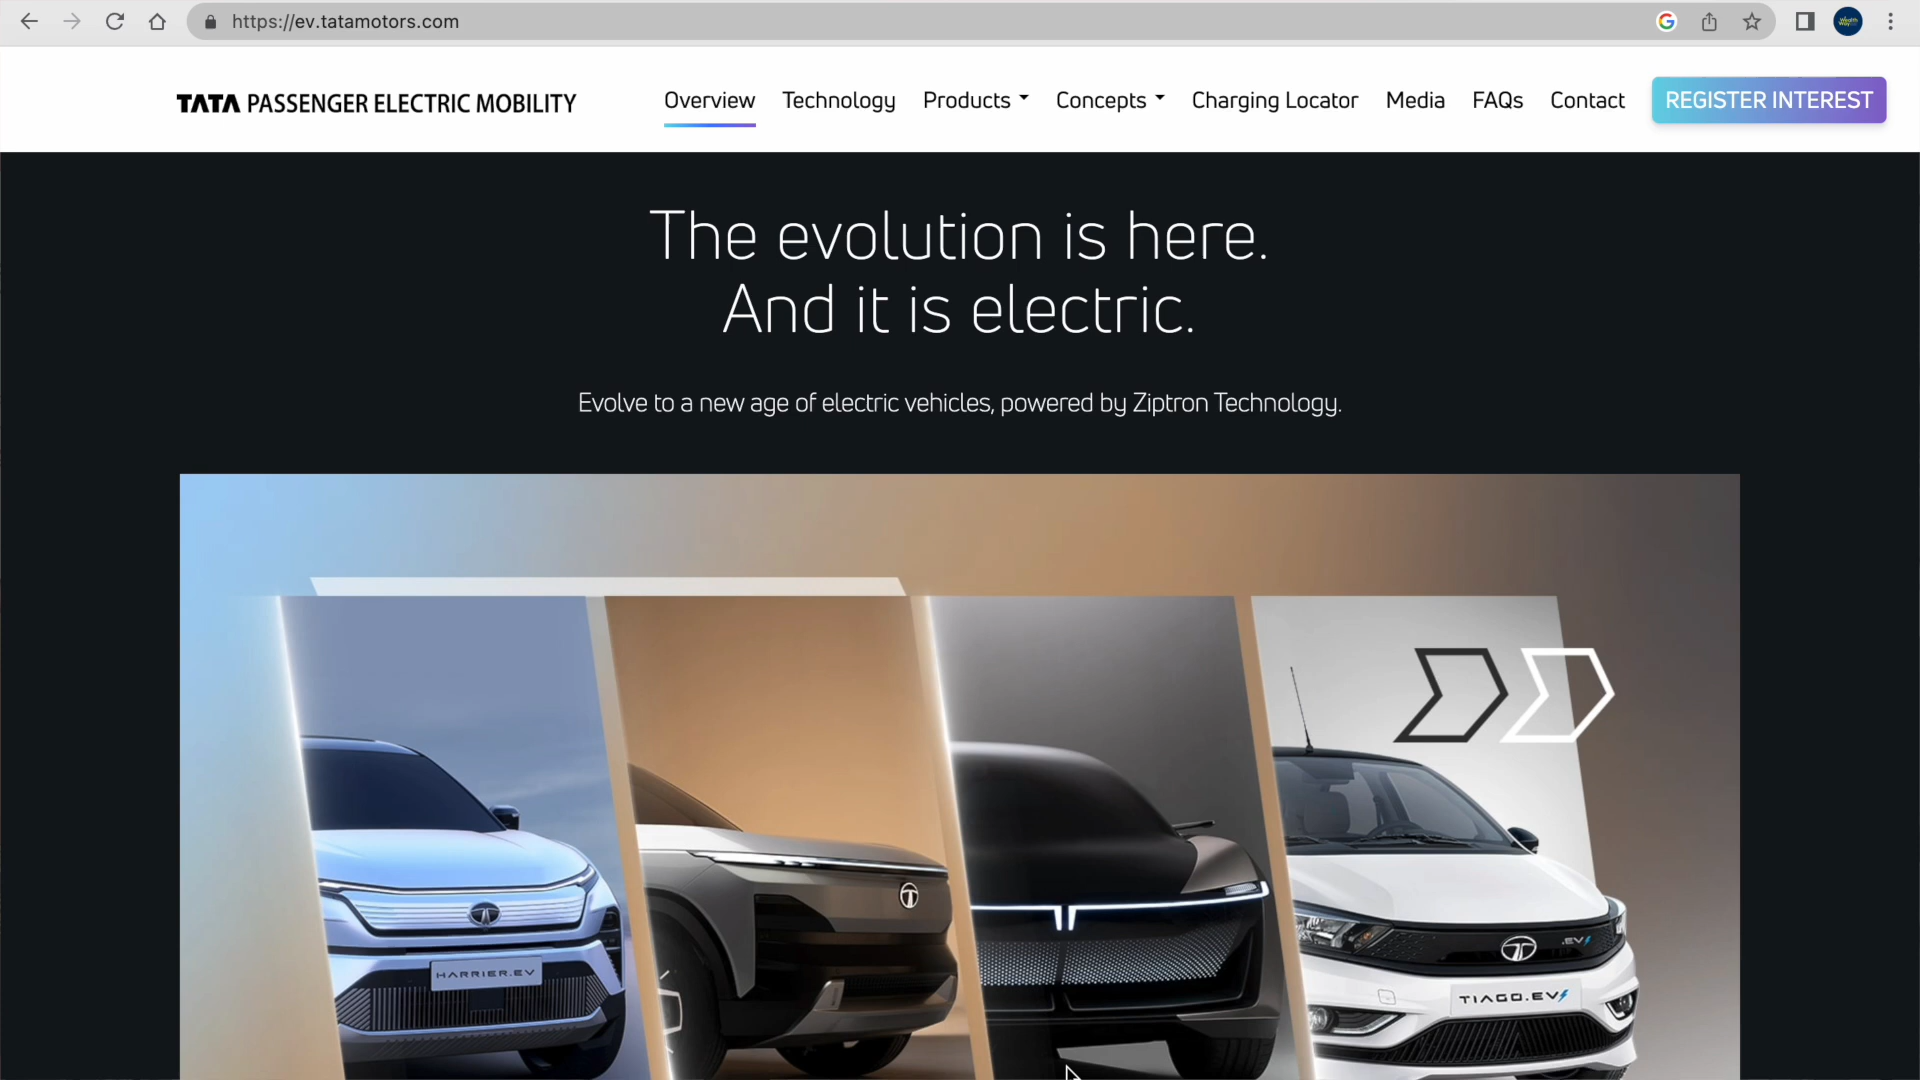 https://ev.tatamotors.com
TATA PASSENGER ELECTRIC MOBILITY
Overview
Technology
Products
Concepts
Charging Locator
Media
FAQs
Contact
REGISTER INTEREST
The evolution is here.
And it is electric.
Evolve to a new age of electric vehicles, powered by Ziptron Technology.
HARRIER.EV
.EV
TIAGO.EV